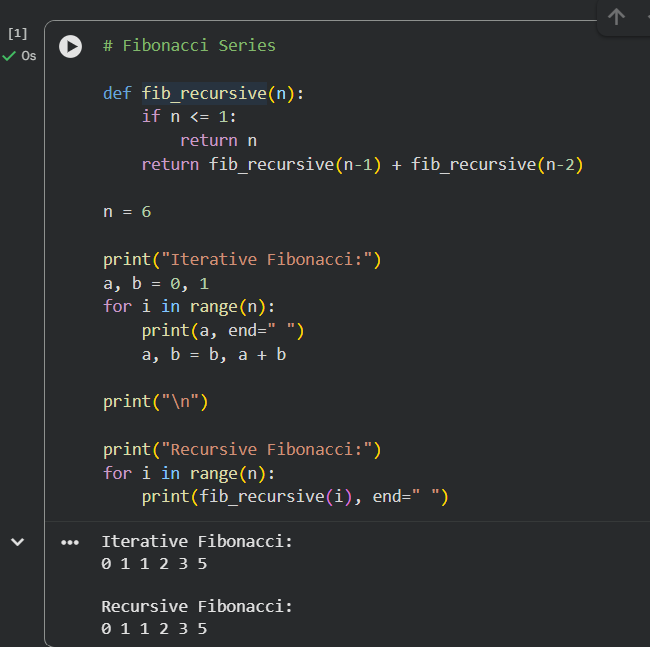 [1]
0s
# Fibonacci Series
def fib_recursive(n):
    if n <= 1:
        return n
    return fib_recursive(n-1) + fib_recursive(n-2)
n = 6
print("Iterative Fibonacci:")
a, b = 0, 1
for i in range(n):
    print(a, end=" ")
    a, b = b, a + b
print("\n")
print("Recursive Fibonacci:")
for i in range(n):
    print(fib_recursive(i), end=" ")
Iterative Fibonacci:
0 1 1 2 3 5
Recursive Fibonacci:
0 1 1 2 3 5